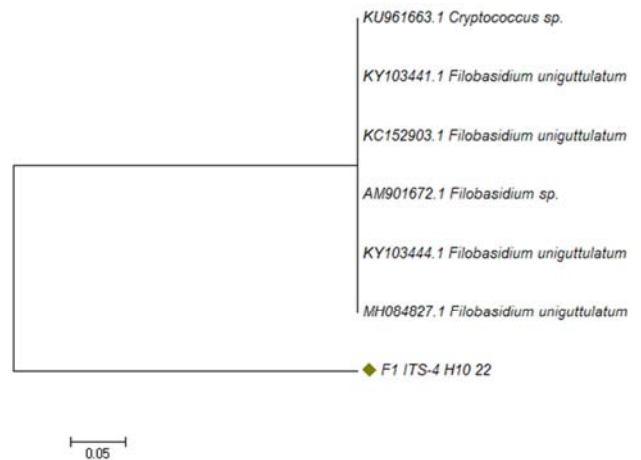 KU961663.1 Cryptococcus sp.
KY103441.1 Filobasidium uniguttulatum
KC152903.1 Filobasidium uniguttulatum
AM901672.1 Filobasidium sp.
KY103444.1 Filobasidium uniguttulatum
MH084827.1 Filobasidium uniguttulatum
F1 ITS-4 H10 22
0.05